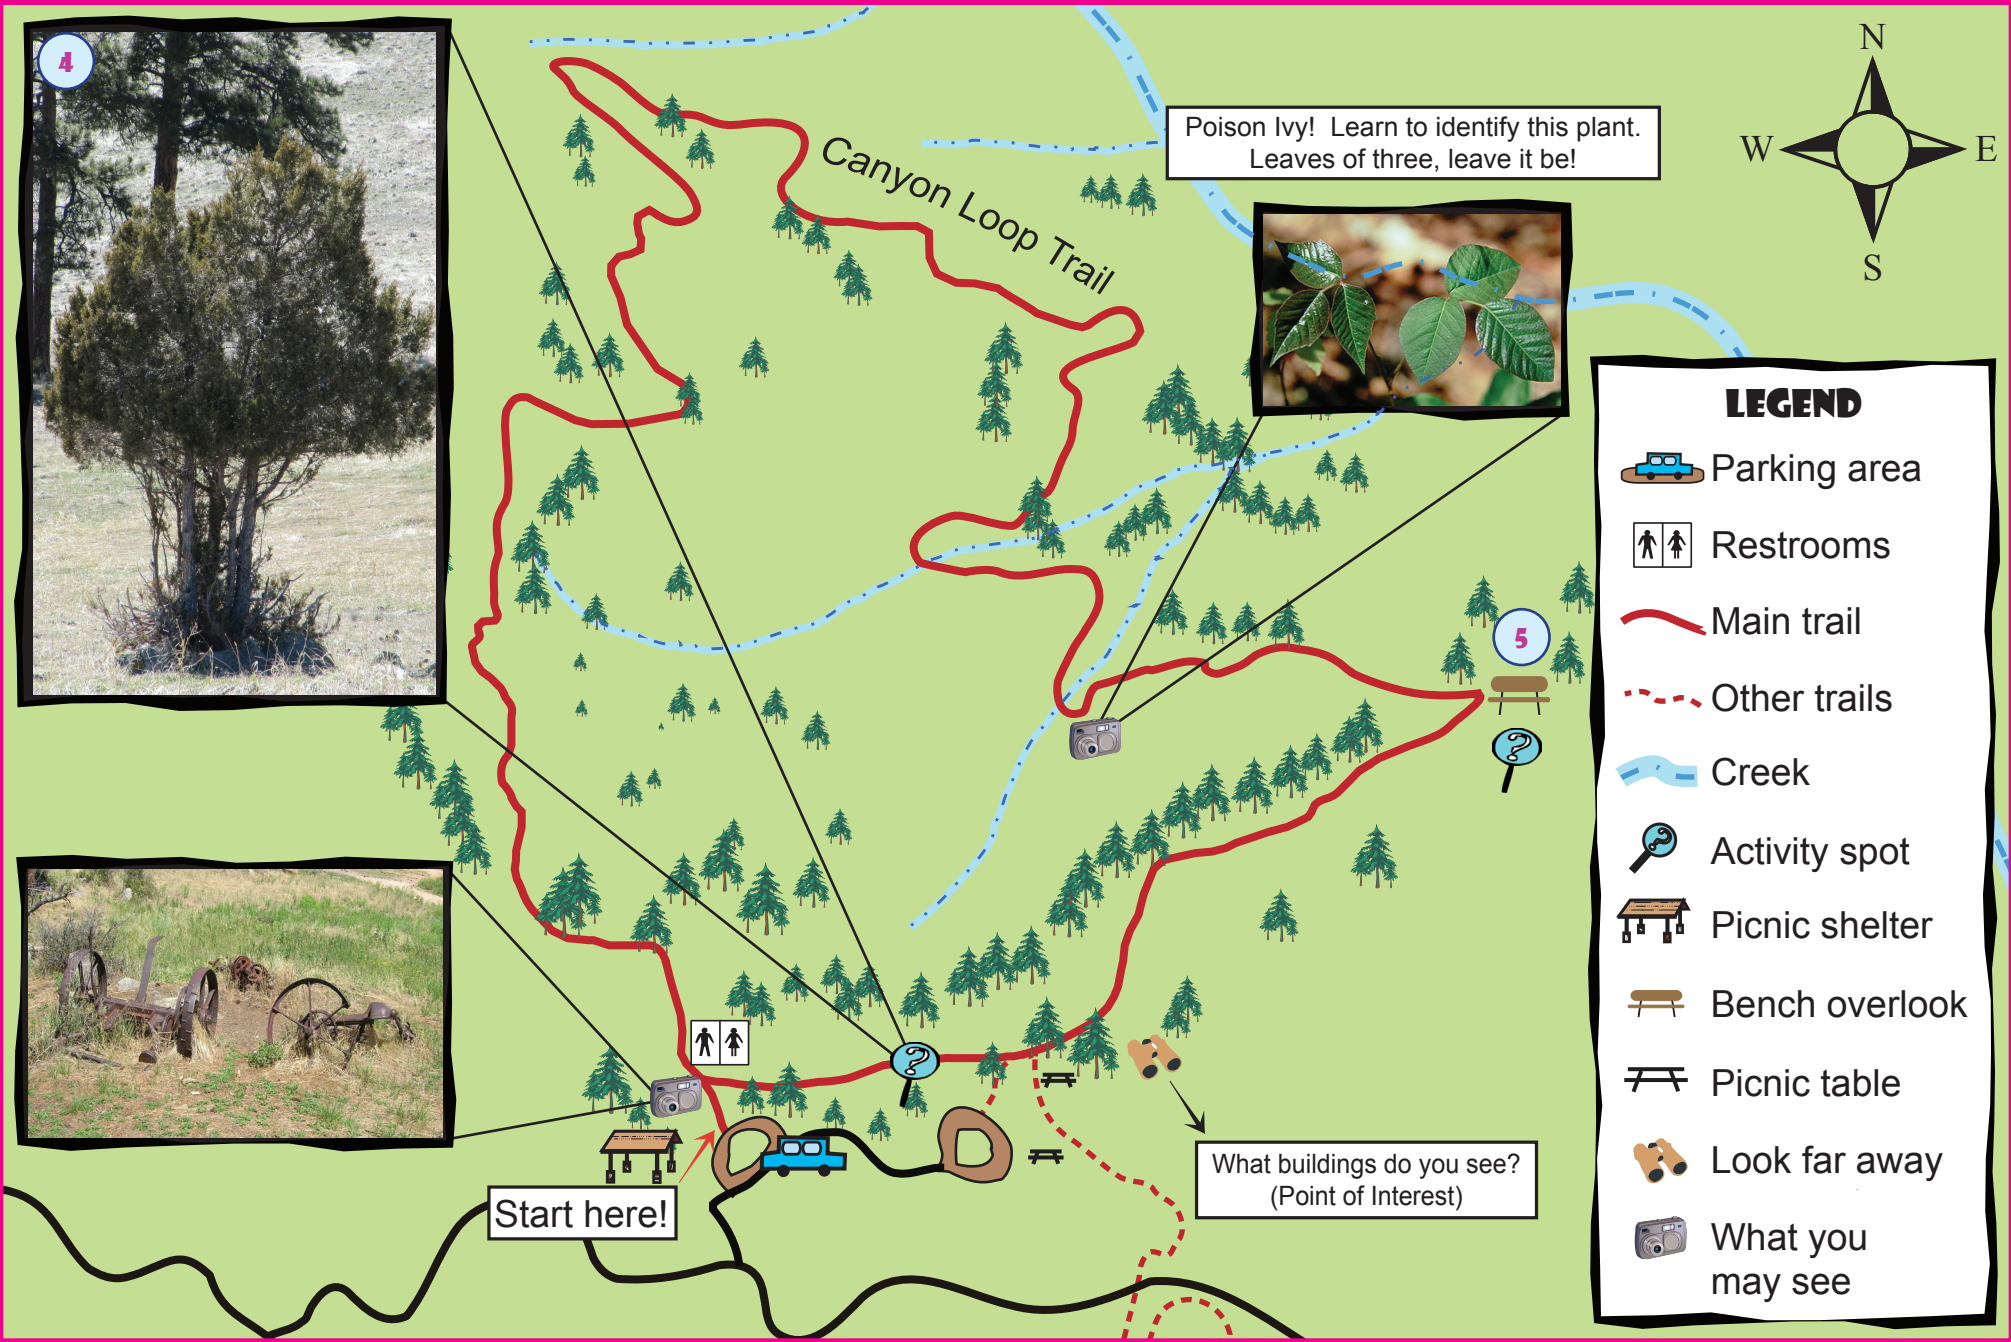 4
Canyon Loop Trail
Poison Ivy!  Learn to identify this plant.
Leaves of three, leave it be!
N
W
E
S
LEGEND
Parking area
Restrooms
Main trail
Other trails
Creek
Activity spot
Picnic shelter
Bench overlook
Picnic table
Look far away
What you
may see
5
?
?
What buildings do you see?
(Point of Interest)
Start here!